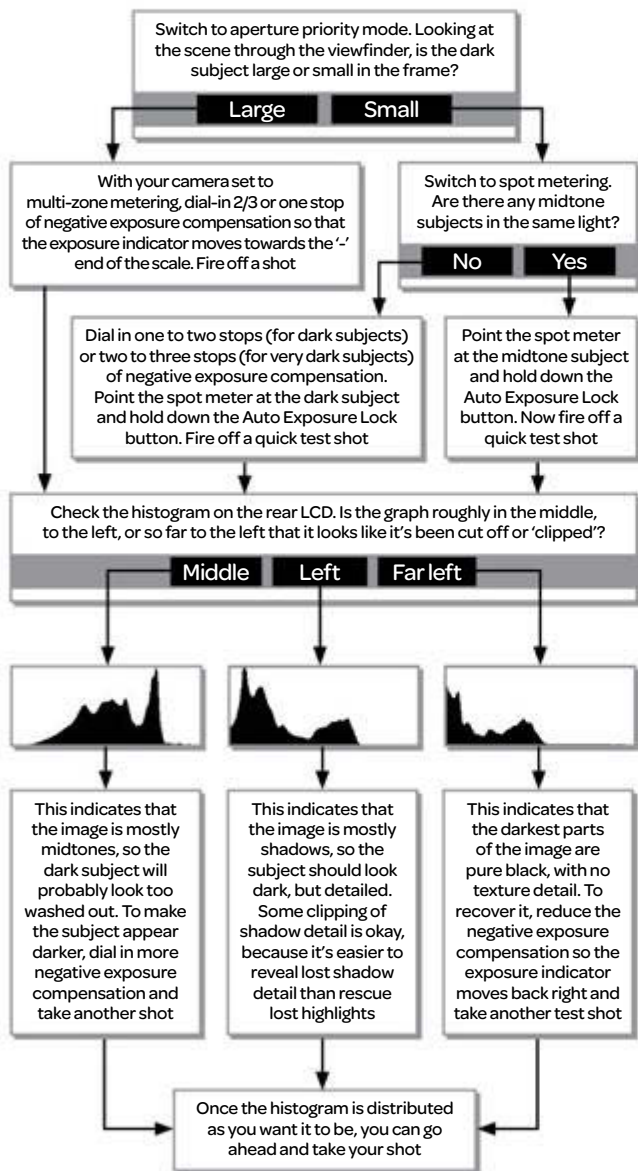 Switch to aperture priority mode. Looking at
the scene through the viewfinder, is the dark
subject large or small in the frame?
Large
Small
With your camera set to
multi-zone metering, dial-in 2/3 or one stop
of negative exposure compensation so that
the exposure indicator moves towards the ‘-’
end of the scale. Fire off a shot
Switch to spot metering.
Are there any midtone
subjects in the same light?
No
Yes
Dial in one to two stops (for dark subjects)
or two to three stops (for very dark subjects)
of negative exposure compensation.
Point the spot meter at the dark subject
and hold down the Auto Exposure Lock
button. Fire off a quick test shot
Point the spot meter
at the midtone subject
and hold down the
Auto Exposure Lock
button. Now fire off
a quick test shot
Check the histogram on the rear LCD. Is the graph roughly in the middle,
to the left, or so far to the left that it looks like it’s been cut off or ‘clipped’?
Middle
Left
Far left
This indicates that
the image is mostly
midtones, so the
dark subject will
probably look too
washed out. To make
the subject appear
darker, dial in more
negative exposure
compensation and
take another shot
This indicates that
the image is mostly
shadows, so the
subject should look
dark, but detailed.
Some clipping of
shadow detail is okay,
because it’s easier to
reveal lost shadow
detail than rescue
lost highlights
This indicates that
the darkest parts
of the image are
pure black, with no
texture detail. To
recover it, reduce the
negative exposure
compensation so the
exposure indicator
moves back right and
take another test shot
Once the histogram is distributed
as you want it to be, you can go
ahead and take your shot